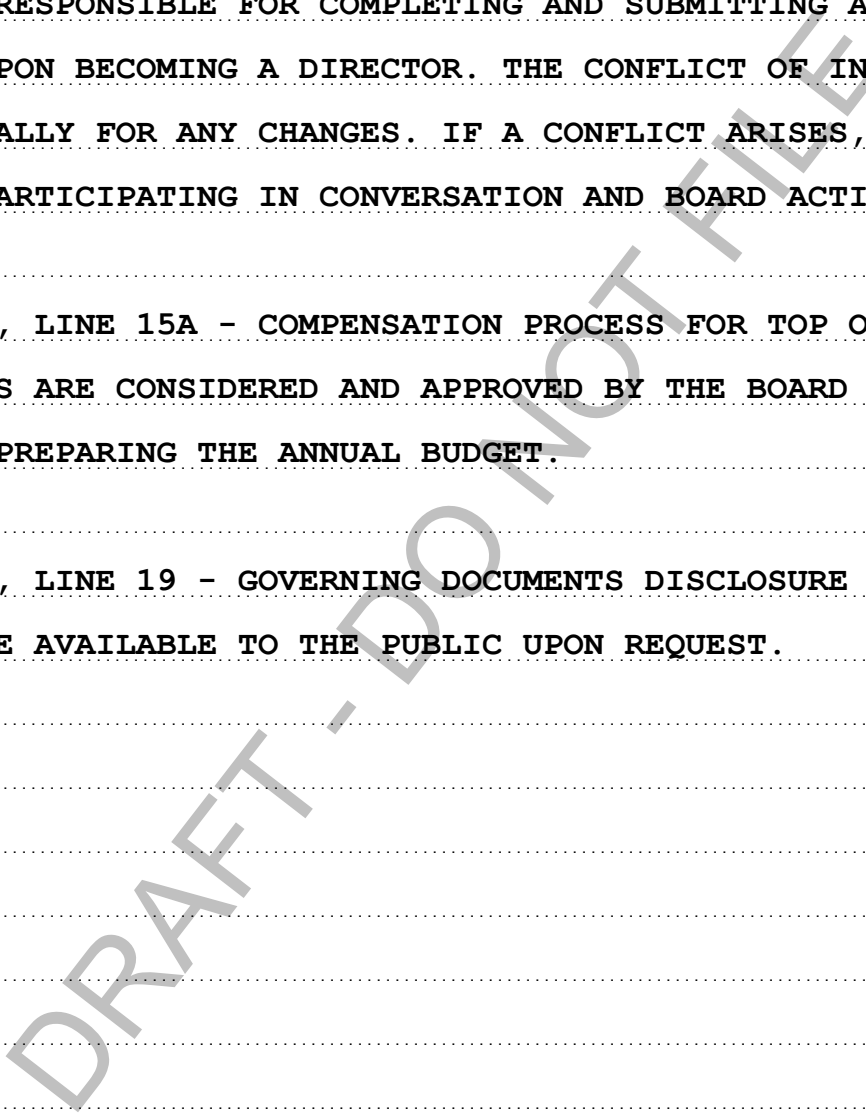 RESPONSIBLE FOR COMPLETING AND SUBMITTING A
PON BECOMING A DIRECTOR. THE CONFLICT OF IN
ALLY FOR ANY CHANGES. IF A CONFLICT ARISES,
ARTICIPATING IN CONVERSATION AND BOARD ACTI
, LINE 15A - COMPENSATION PROCESS FOR TOP O
S ARE CONSIDERED AND APPROVED BY THE BOARD
PREPARING THE ANNUAL BUDGET.
, LINE 19 - GOVERNING DOCUMENTS DISCLOSURE
E AVAILABLE TO THE PUBLIC UPON REQUEST.
DRAFT - DO NOT FILE